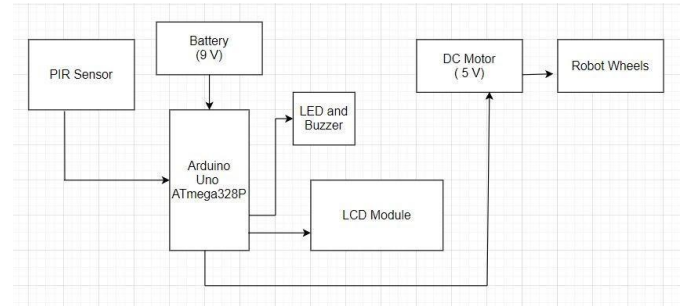 PIR Sensor
Battery
(9 V)
DC Motor
( 5 V)
Robot Wheels
LED and
Buzzer
Arduino
Uno
ATmega328P
LCD Module